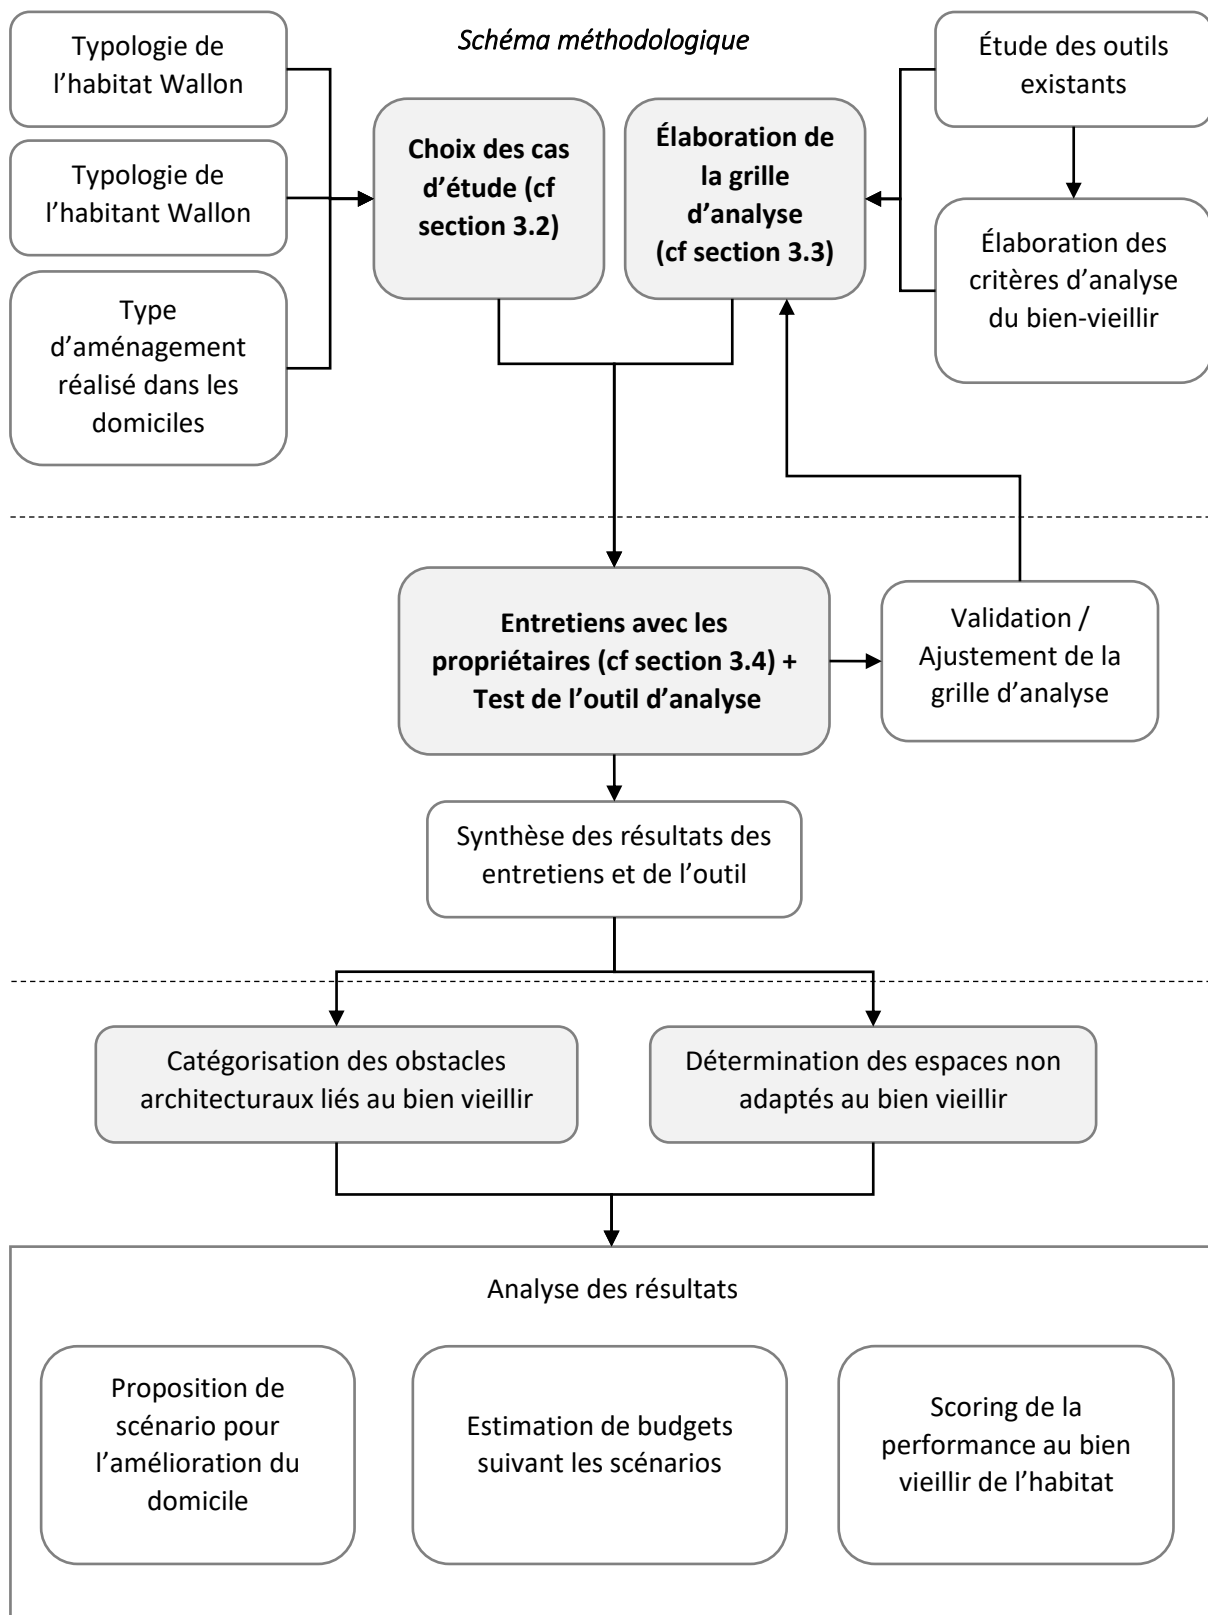 Schéma méthodologique
Typologie de
l’habitat Wallon
Typologie de
l’habitant Wallon
Type
d’aménagement
réalisé dans les
domiciles
Choix des cas
d’étude (cf
section 3.2)
Élaboration de
la grille
d’analyse
(cf section 3.3)
Étude des outils
existants
Élaboration des
critères d’analyse
du bien-vieillir
Entretiens avec les
propriétaires (cf section 3.4) +
Test de l’outil d’analyse
Validation /
Ajustement de la
grille d’analyse
Synthèse des résultats des
entretiens et de l’outil
Catégorisation des obstacles
architecturaux liés au bien vieillir
Détermination des espaces non
adaptés au bien vieillir
Analyse des résultats
Proposition de
scénario pour
l’amélioration du
domicile
Estimation de budgets
suivant les scénarios
Scoring de la
performance au bien
vieillir de l’habitat